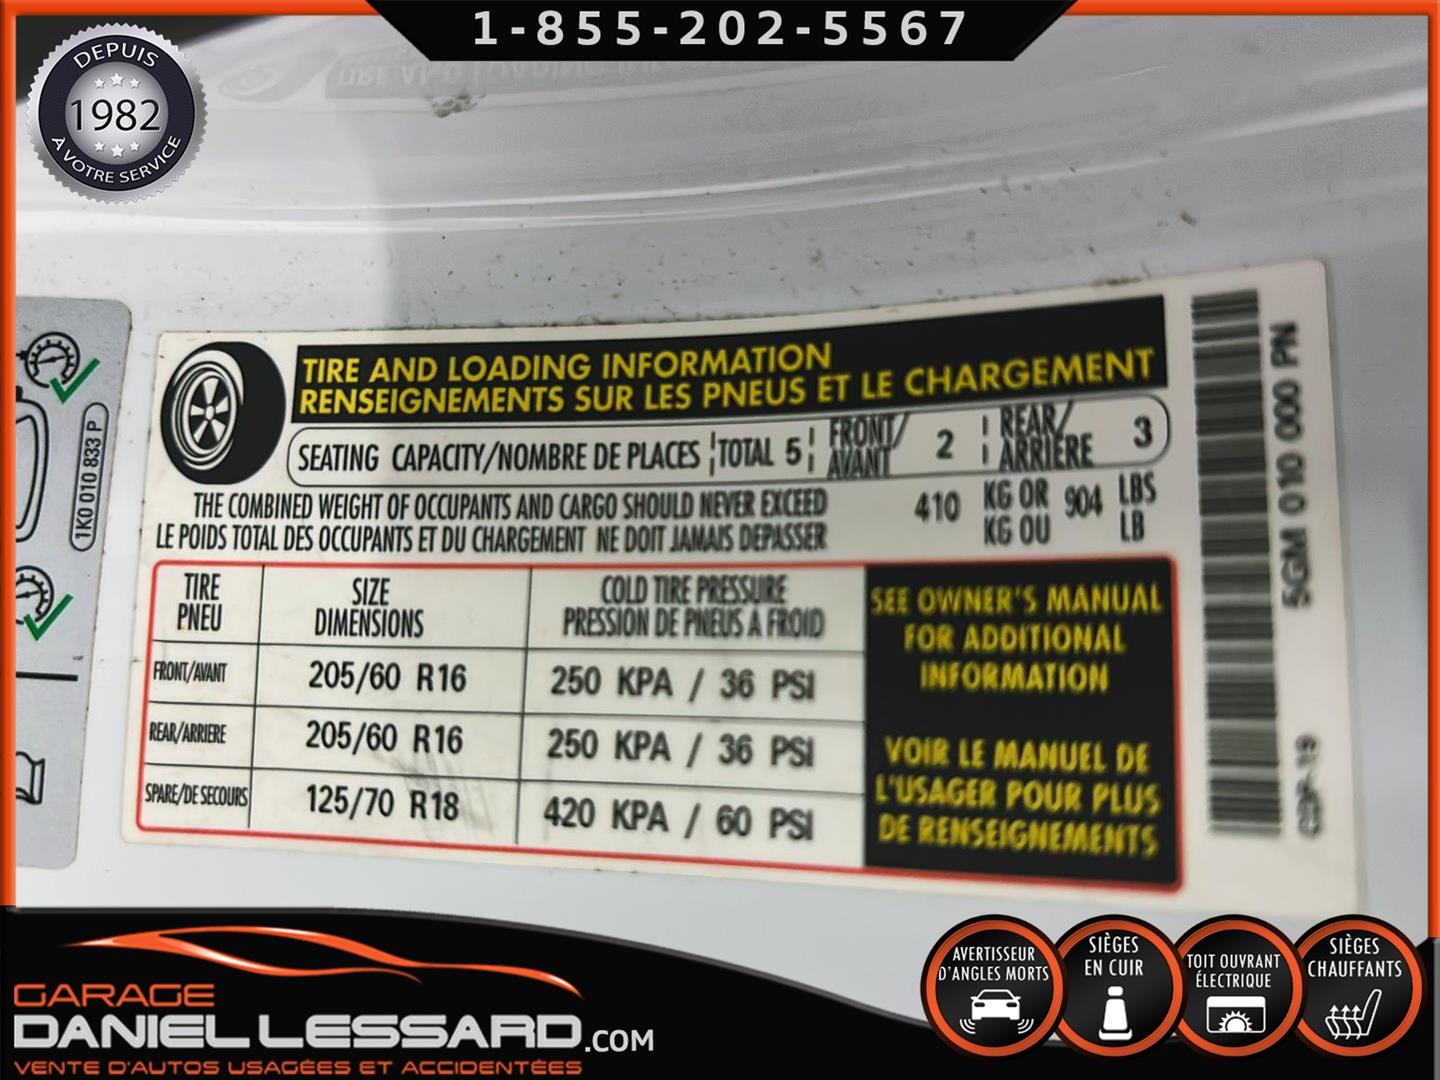 1-855-202-5567
DEPUIS
1982
À VOTRE SERVICE
TIRE AND LOADING INFORMATION
RENSEIGNEMENTS SUR LES PNEUS ET LE CHARGEMENT
SEATING CAPACITY/NOMBRE DE PLACES TOTAL 5 FRONT/AVANT 2 REAR/ARRIÈRE 3
THE COMBINED WEIGHT OF OCCUPANTS AND CARGO SHOULD NEVER EXCEED 410 KG OR 904 LBS
LE POIDS TOTAL DES OCCUPANTS ET DU CHARGEMENT NE DOIT JAMAIS DEPASSER KG OU LB
TIRE SIZE COLD TIRE PRESSURE
PNEU DIMENSIONS PRESSION DE PNEUS A FROID
FRONT/AVANT 205/60 R16 250 KPA / 36 PSI
REAR/ARRIERE 205/60 R16 250 KPA / 36 PSI
SPARE/DE SECOURS 125/70 R18 420 KPA / 60 PSI
SEE OWNER'S MANUAL
FOR ADDITIONAL
INFORMATION
VOIR LE MANUEL DE
L'USAGER POUR PLUS
DE RENSEIGNEMENTS
5GM 010 000 PN
1K0 010 833 P
GARAGE
DANIEL LESSARD.COM
VENTE D'AUTOS USAGÉES ET ACCIDENTÉES
AVERTISSEUR
D'ANGLES MORTS
SIÈGES
EN CUIR
TOIT OUVRANT
ÉLECTRIQUE
SIÈGES
CHAUFFANTS